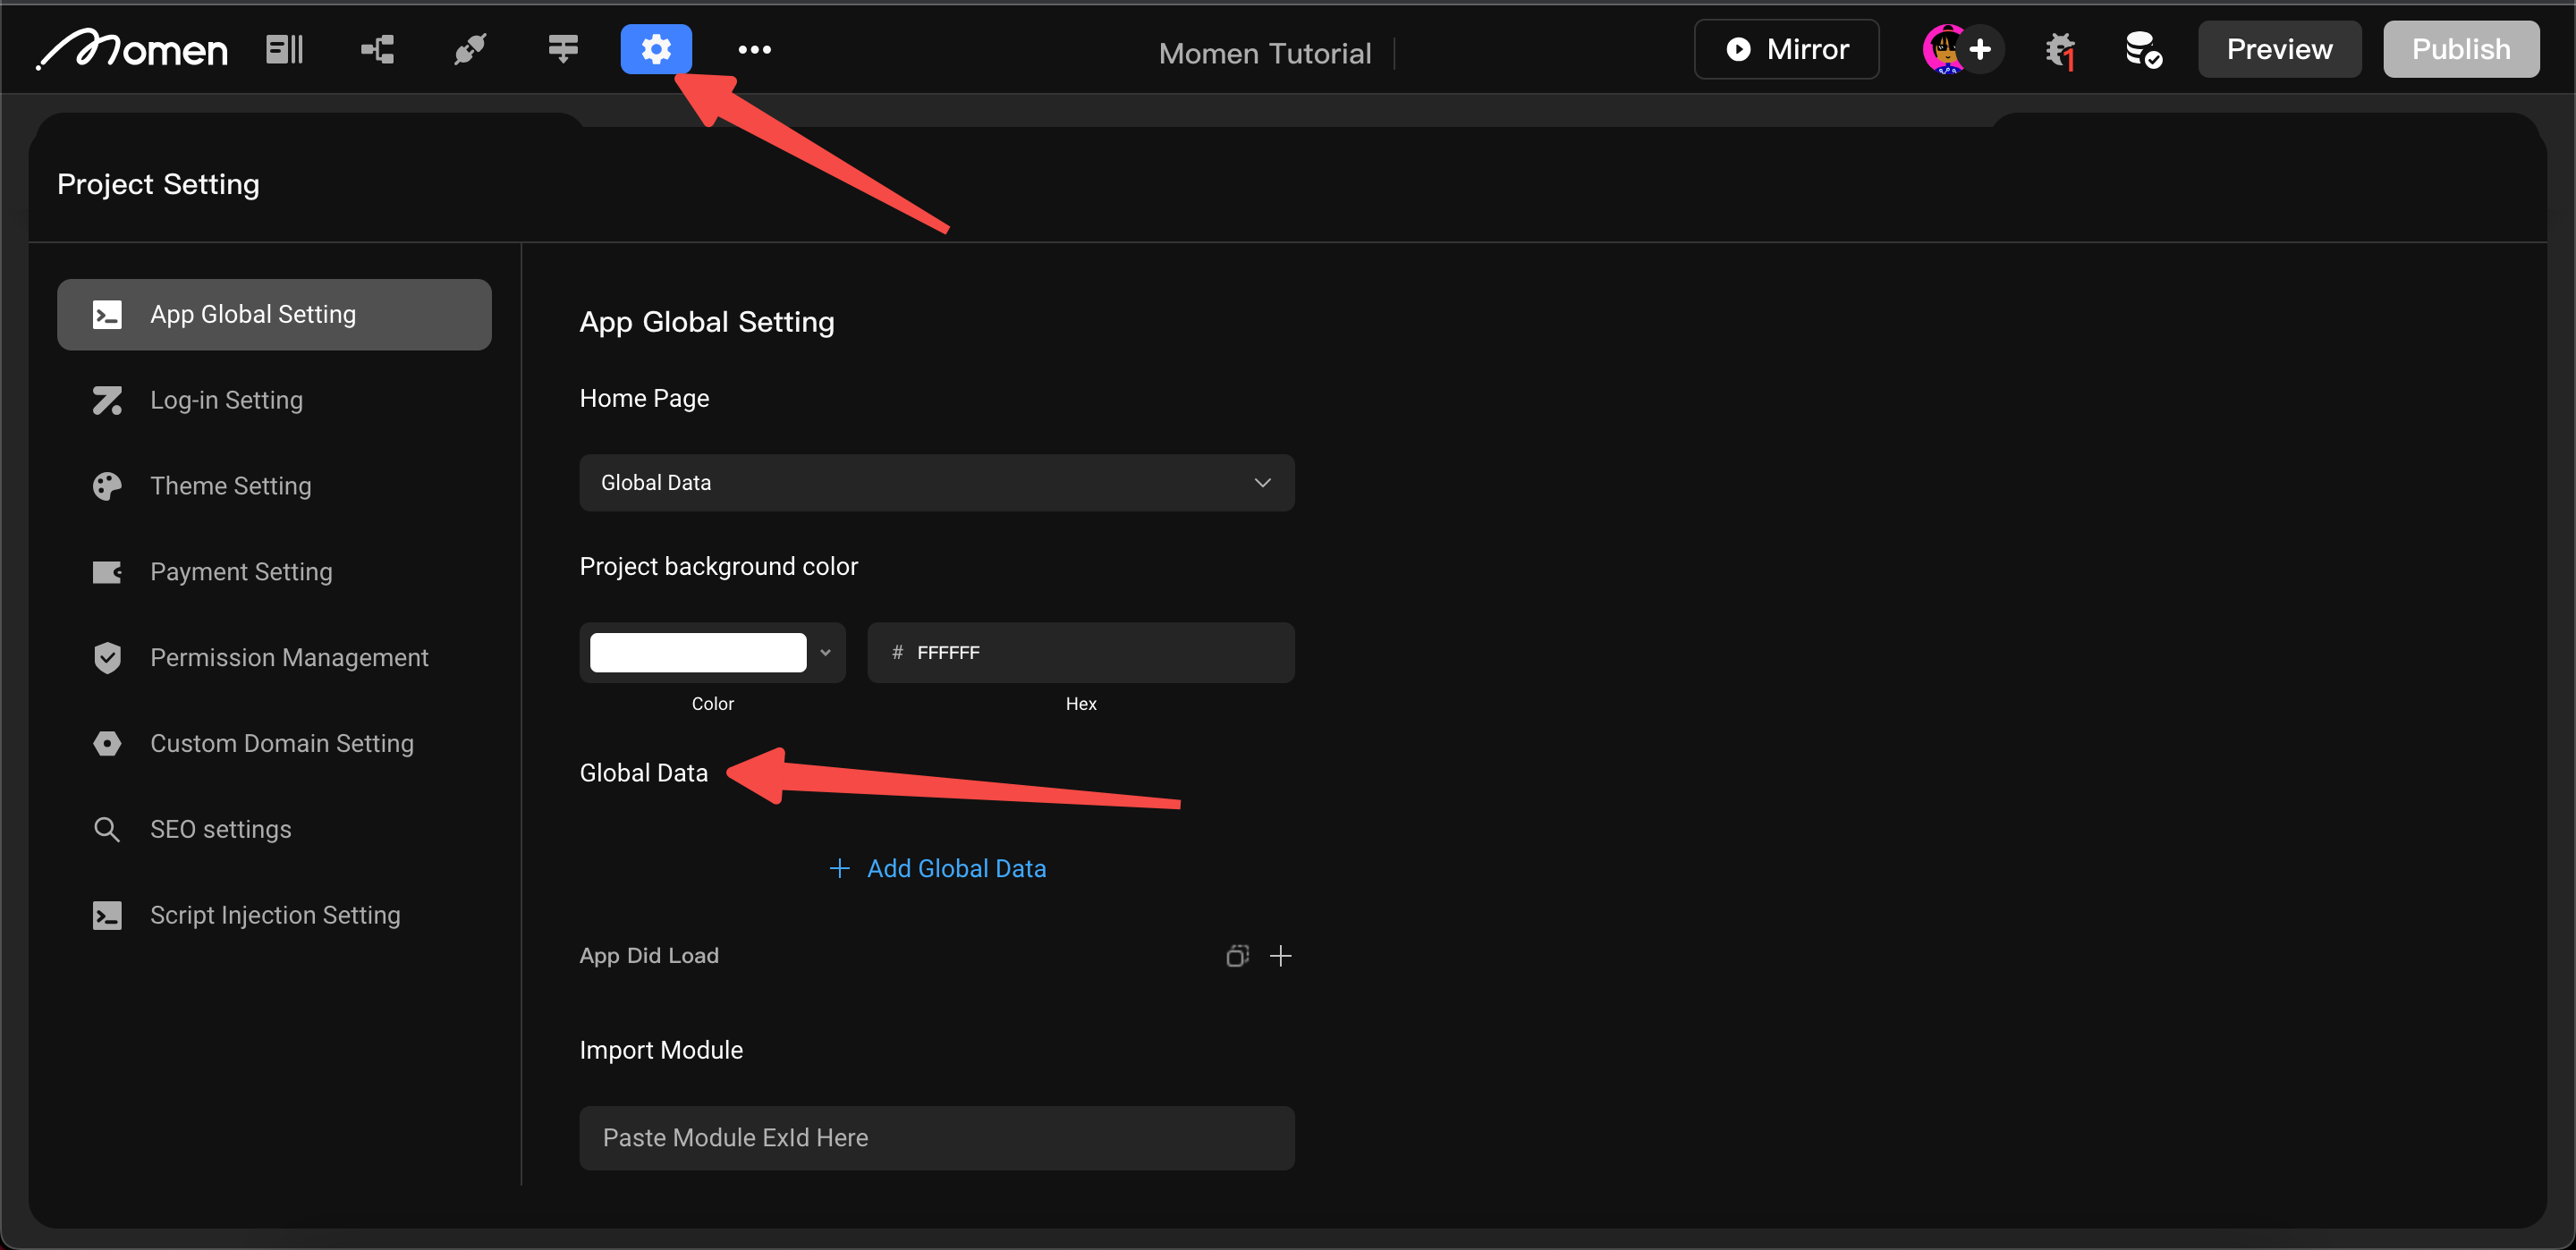 Momen
Momen Tutorial
Mirror
1
Preview
Publish
Project Setting
App Global Setting
Log-in Setting
Theme Setting
Payment Setting
Permission Management
Custom Domain Setting
SEO settings
Script Injection Setting
App Global Setting
Home Page
Global Data
Project background color
# FFFFFF
Color
Hex
Global Data
+ Add Global Data
App Did Load
Import Module
Paste Module ExId Here